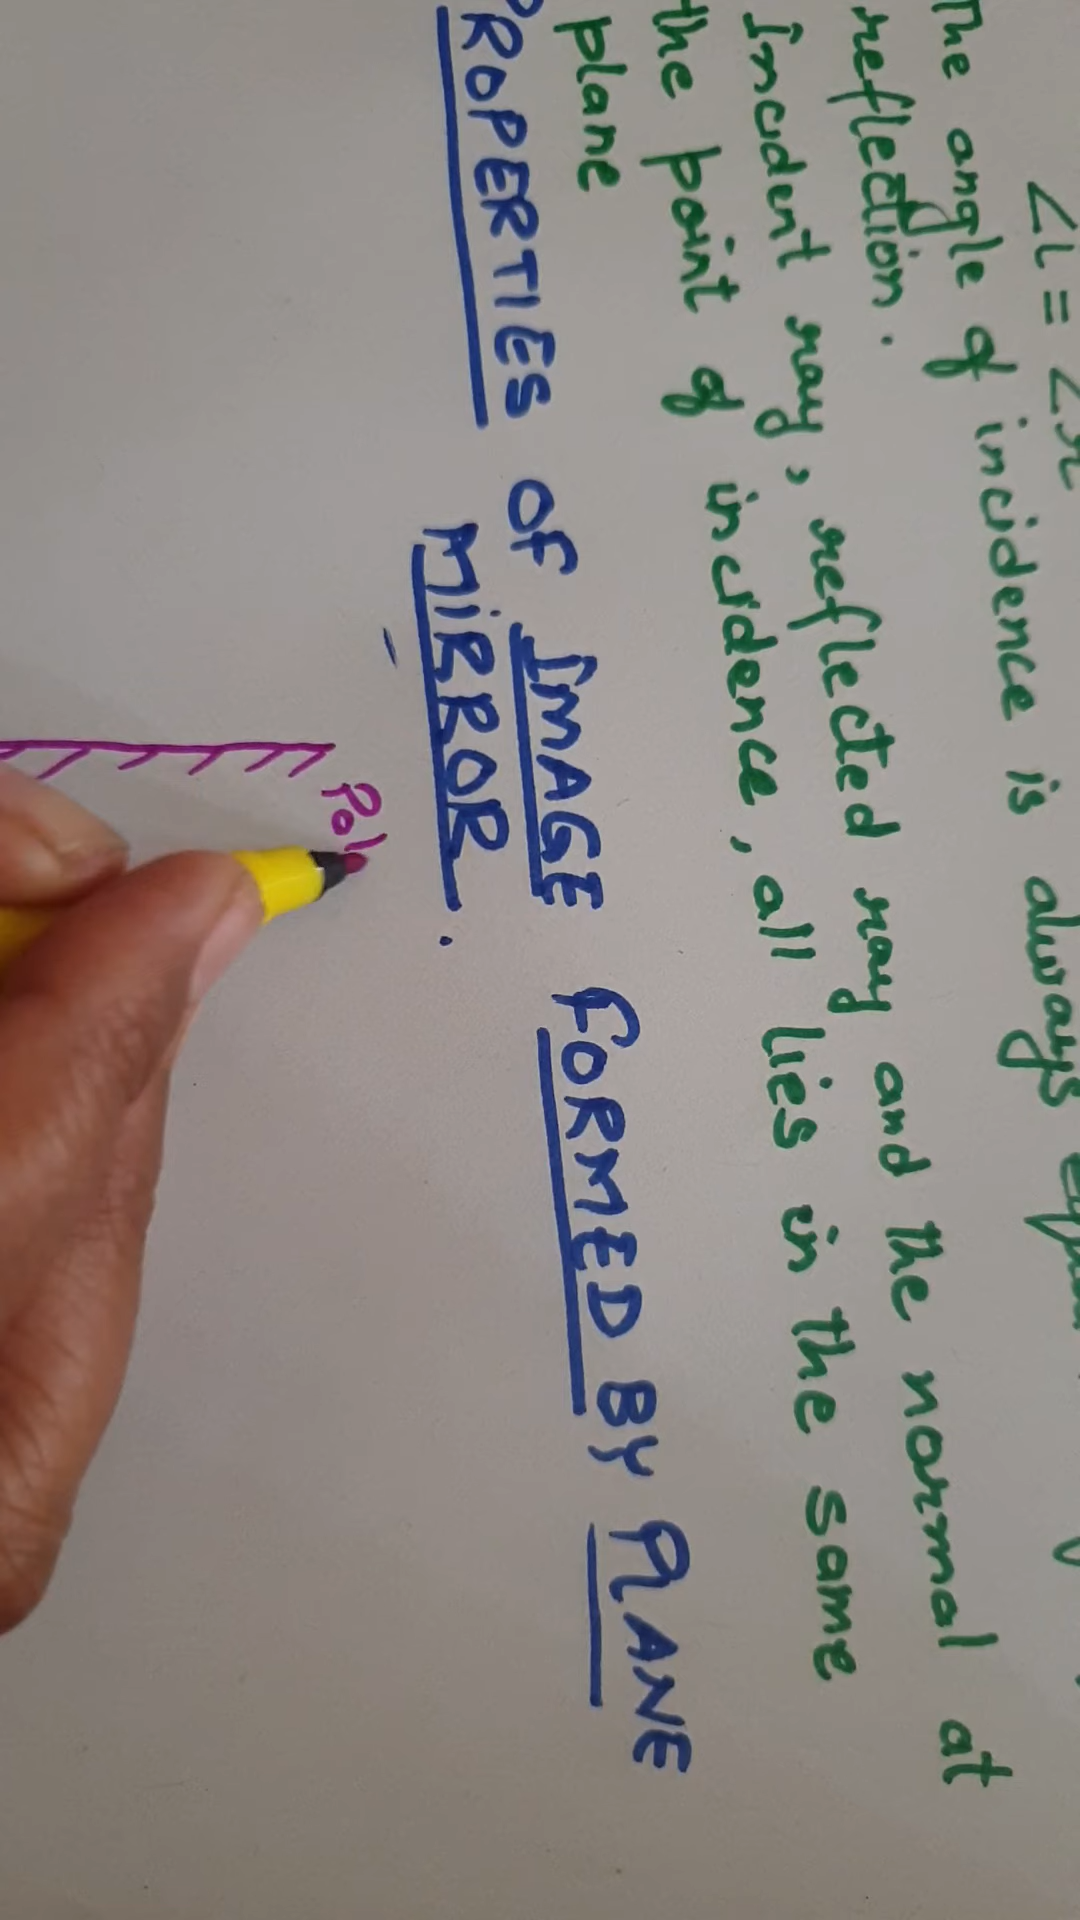 ∠i = ∠r
The angle of incidence is always
reflection.
Incident ray, reflected ray and the normal at
the point of incidence, all lies in the same
plane
PROPERTIES OF IMAGE FORMED BY PLANE
MIRROR.
Pol